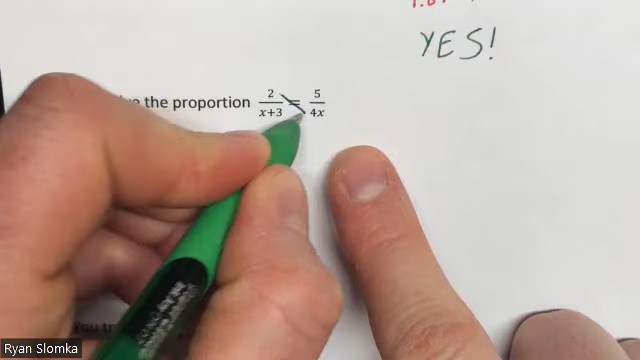 YES!
the proportion 2/x+3 = 5/4x
Ryan Slomka